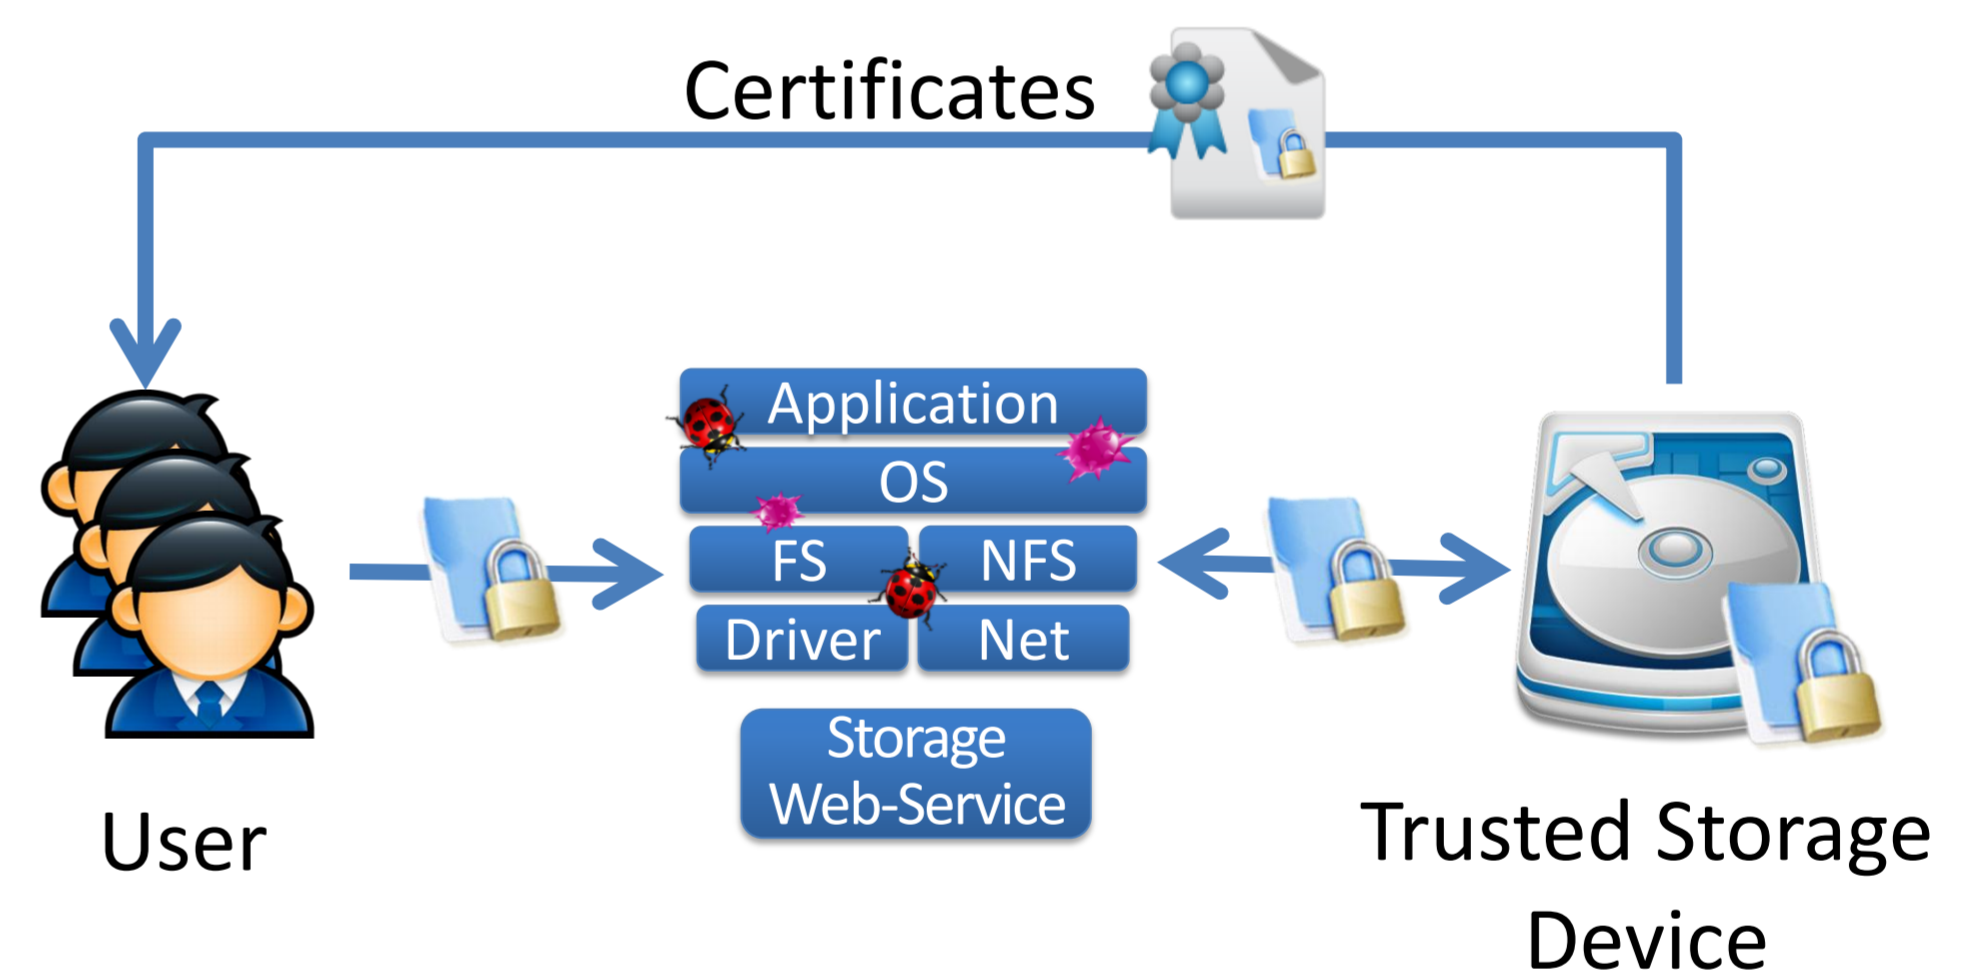 Certificates
Application
OS
FS
NFS
Driver
Net
Storage
Web-Service
User
Trusted Storage
Device